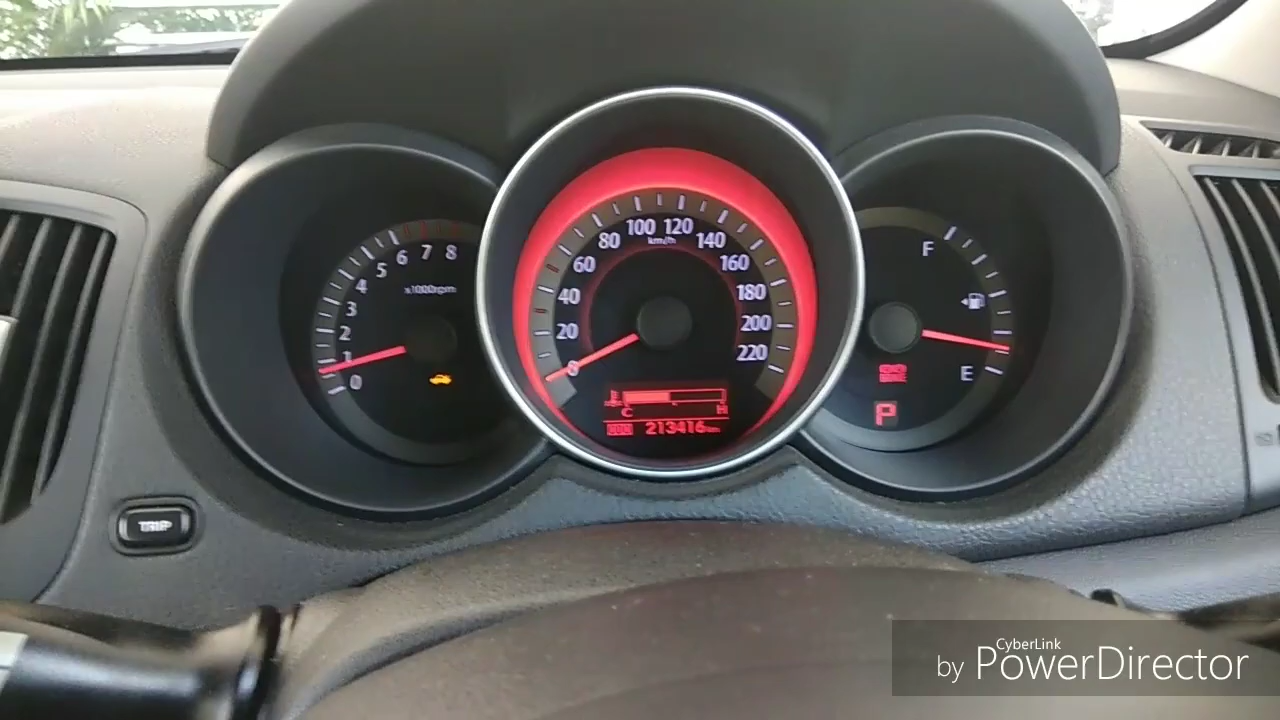 0
1
2
3
4
5
6
7
8
x1000rpm
0
20
40
60
80
100
120
140
160
180
200
220
km/h
C
H
213416km
F
E
P
TRIP
CyberLink
by PowerDirector